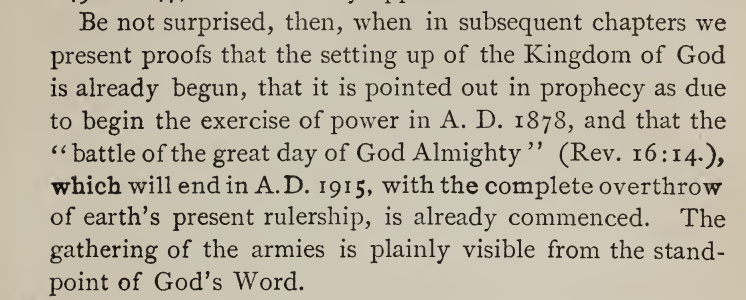 Be not surprised, then, when in subsequent chapters we
present proofs that the setting up of the Kingdom of God
is already begun, that it is pointed out in prophecy as due
to begin the exercise of power in A. D. 1878, and that the
“battle of the great day of God Almighty” (Rev. 16:14.),
which will end in A.D. 1915, with the complete overthrow
of earth's present rulership, is already commenced. The
gathering of the armies is plainly visible from the stand-
point of God's Word.